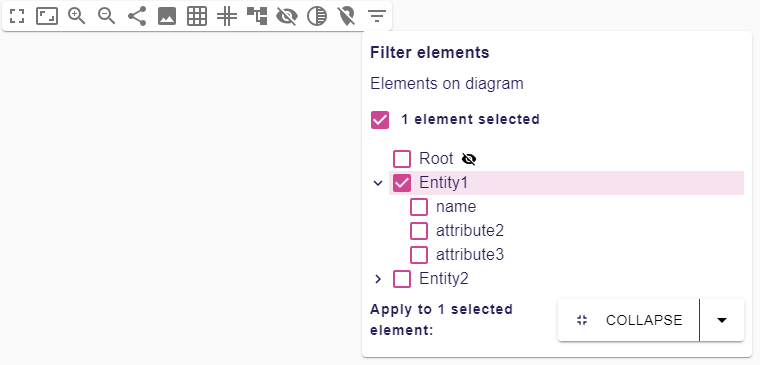 Filter elements
Elements on diagram
1 element selected
Root
Entity1
name
attribute2
attribute3
Entity2
Apply to 1 selected
element:
COLLAPSE